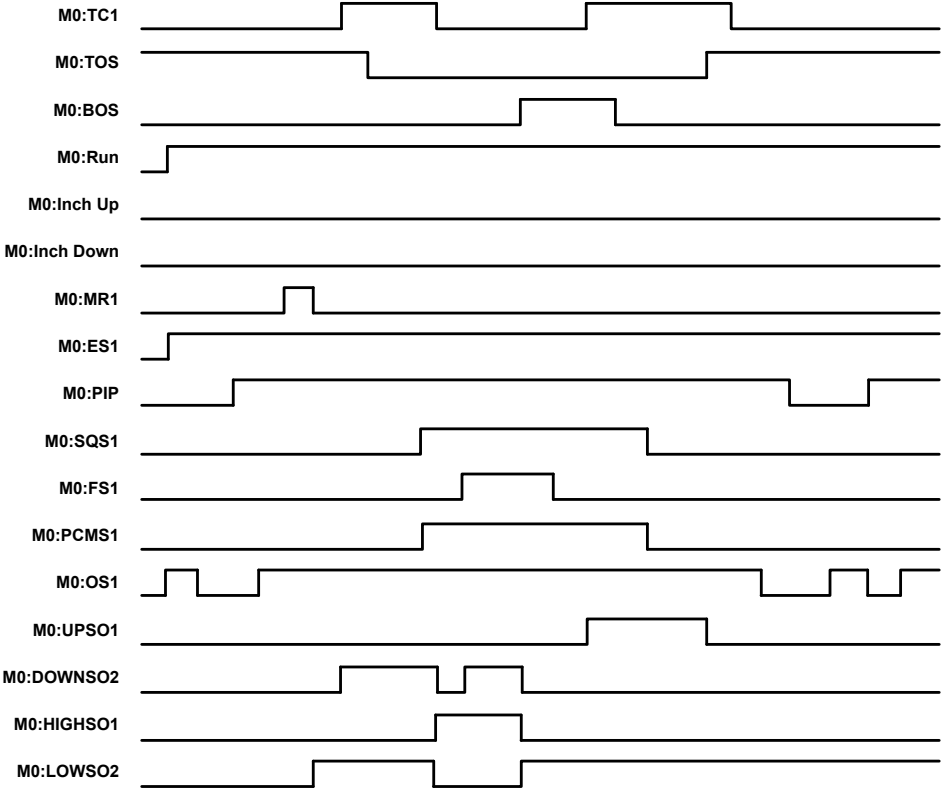 M0:TC1
M0:TOS
M0:BOS
M0:Run
M0:Inch Up
M0:Inch Down
M0:MR1
M0:ES1
M0:PIP
M0:SQS1
M0:FS1
M0:PCMS1
M0:OS1
M0:UPSO1
M0:DOWNSO2
M0:HIGHSO1
M0:LOWSO2